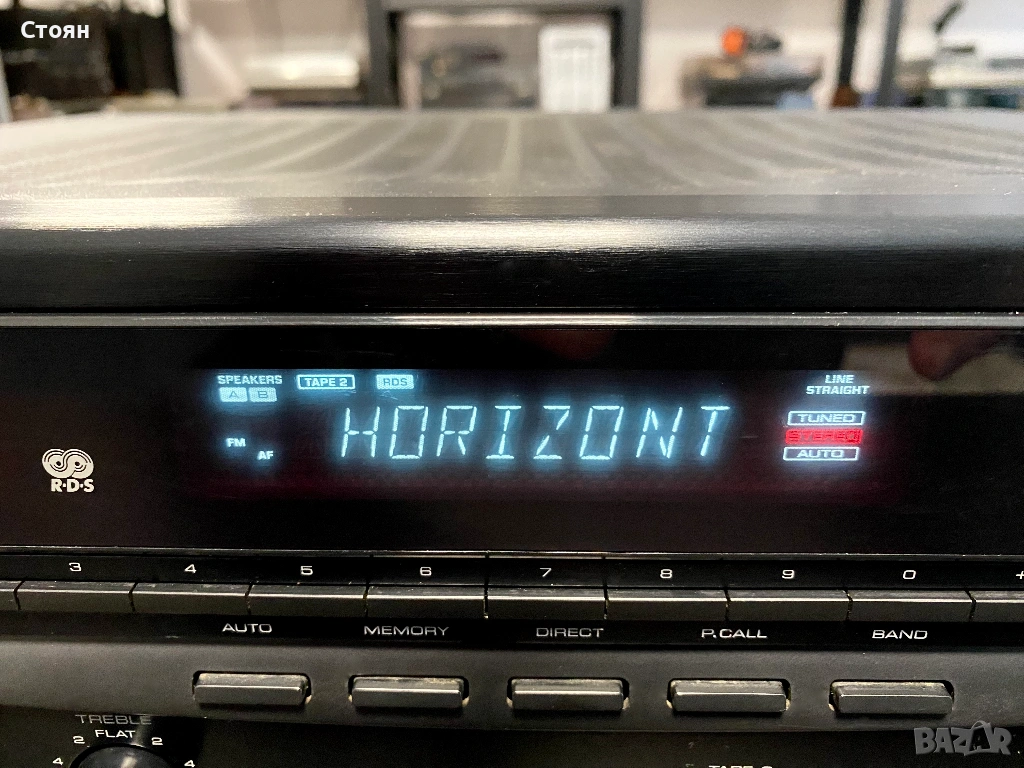 Стоян
SPEAKERS TAPE 2 RDS LINE
A B STRAIGHT
HORIZONT
TUNED
FM STEREO
AF AUTO
R·D·S
3 4 5 6 7 8 9 0 +
AUTO MEMORY DIRECT P.CALL BAND
TREBLE
FLAT
2 2
4 4
BAZAR